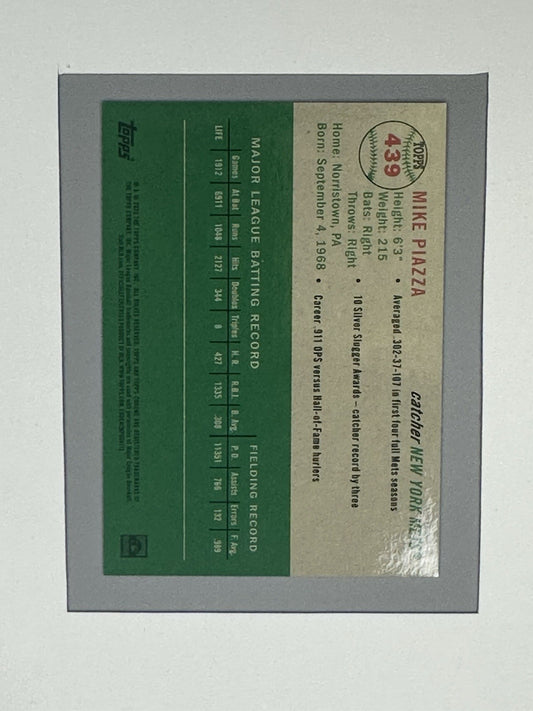 TOPPS
439
MIKE PIAZZA
catcher NEW YORK
Height: 6'3"
Weight: 215
Bats: Right
Throws: Right
Home: Norristown, PA
Born: September 4, 1968
• Averaged .302-37-107 in first four full Mets seasons
• 10 Silver Slugger Awards – catcher record by three
• Career .911 OPS versus Hall-of-Fame hurlers
MAJOR LEAGUE BATTING RECORD FIELDING RECORD
Games At Bat Runs Hits Doubles Triples H.R. R.B.I. B. Avg. P.O. Assists Errors F. Avg.
LIFE 1912 6911 1048 2127 344 8 427 1335 .308 11351 766 132 .989
topps